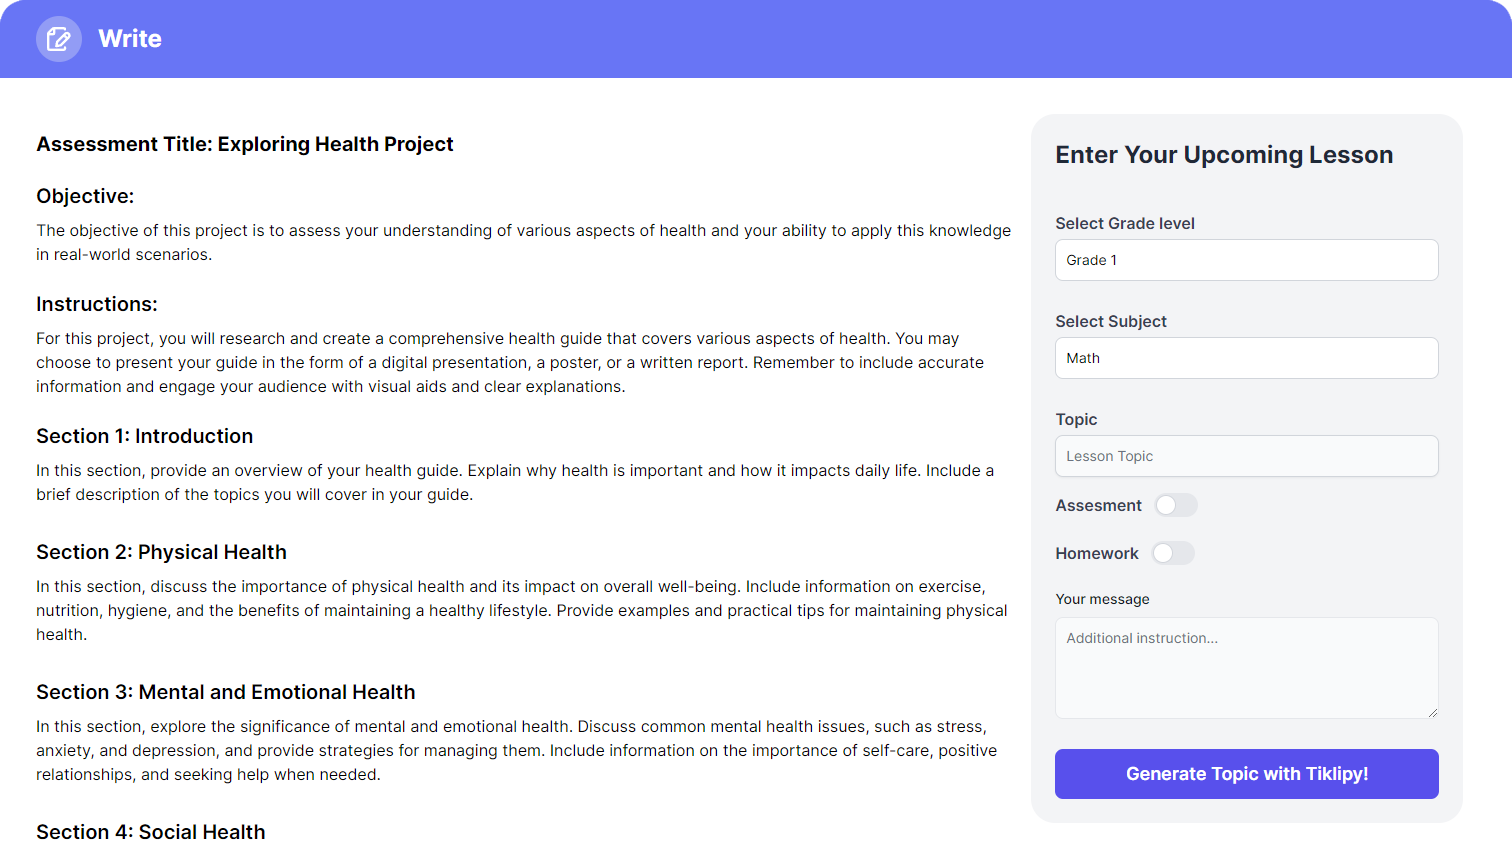 Write
Assessment Title: Exploring Health Project
Objective:
The objective of this project is to assess your understanding of various aspects of health and your ability to apply this knowledge
in real-world scenarios.
Instructions:
For this project, you will research and create a comprehensive health guide that covers various aspects of health. You may
choose to present your guide in the form of a digital presentation, a poster, or a written report. Remember to include accurate
information and engage your audience with visual aids and clear explanations.
Section 1: Introduction
In this section, provide an overview of your health guide. Explain why health is important and how it impacts daily life. Include a
brief description of the topics you will cover in your guide.
Section 2: Physical Health
In this section, discuss the importance of physical health and its impact on overall well-being. Include information on exercise,
nutrition, hygiene, and the benefits of maintaining a healthy lifestyle. Provide examples and practical tips for maintaining physical
health.
Section 3: Mental and Emotional Health
In this section, explore the significance of mental and emotional health. Discuss common mental health issues, such as stress,
anxiety, and depression, and provide strategies for managing them. Include information on the importance of self-care, positive
relationships, and seeking help when needed.
Section 4: Social Health
Enter Your Upcoming Lesson
Select Grade level
Grade 1
Select Subject
Math
Topic
Lesson Topic
Assesment
Homework
Your message
Additional instruction...
Generate Topic with Tiklipy!